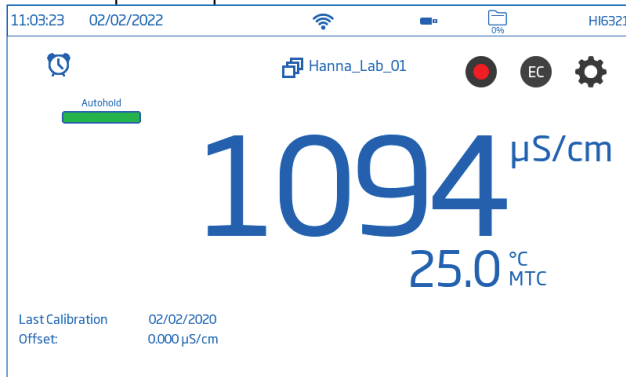 11:03:23 02/02/2022 0% HI6321
Hanna_Lab_01 EC
Autohold
1094 µS/cm
25.0 °C
MTC
Last Calibration 02/02/2020
Offset: 0.000 µS/cm